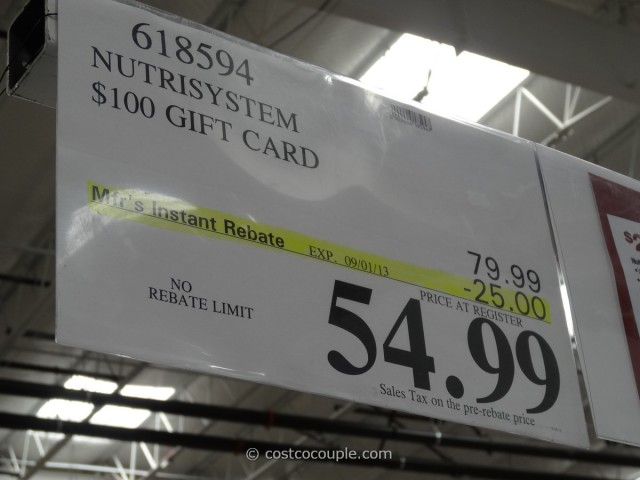 618594
NUTRISYSTEM
$100 GIFT CARD
Mfr's Instant Rebate EXP. 09/01/13
79.99
-25.00
NO
REBATE LIMIT
PRICE AT REGISTER
54.99
Sales Tax on the pre-rebate price
© costcocouple.com